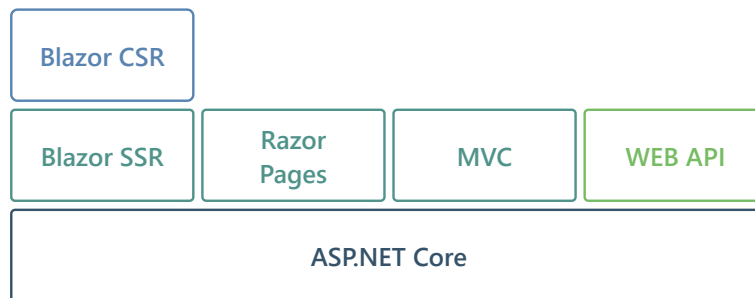 Blazor CSR
Blazor SSR
Razor
Pages
MVC
WEB API
ASP.NET Core